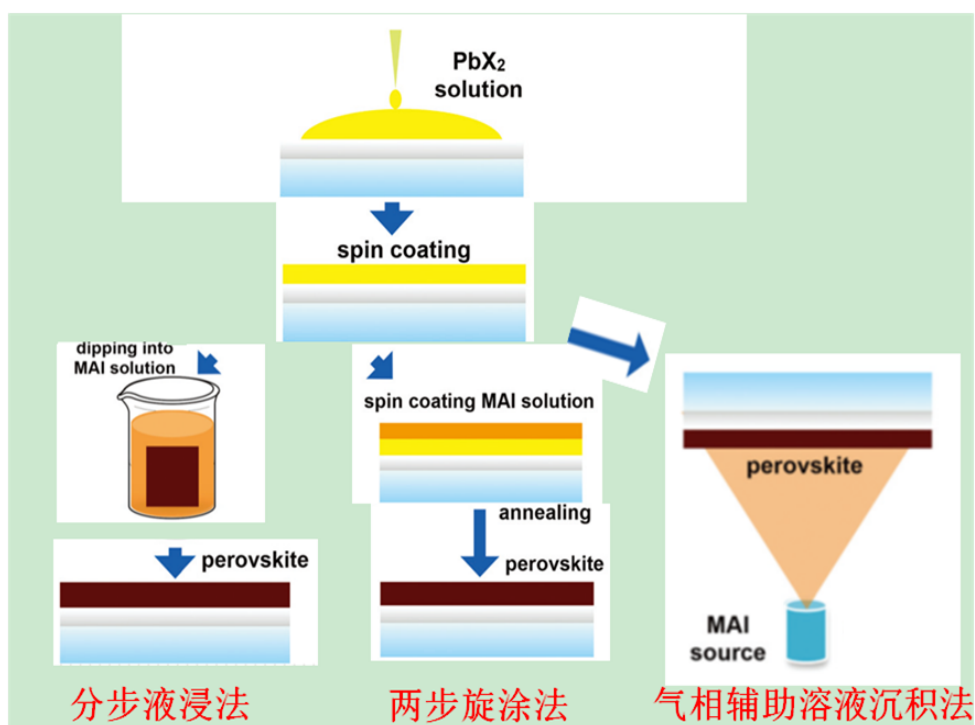 PbX₂
solution
spin coating
dipping into
MAI solution
spin coating MAI solution
perovskite
annealing
perovskite
perovskite
MAI
source
分步液浸法
两步旋涂法
气相辅助溶液沉积法